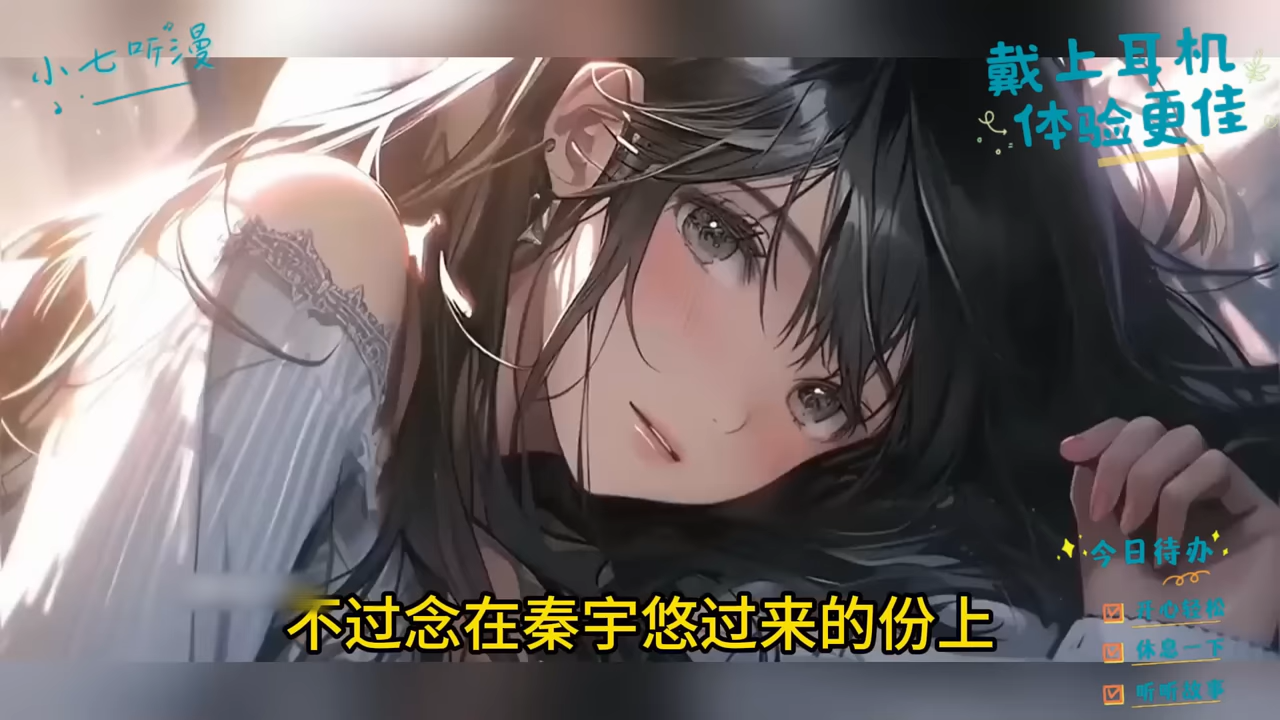 小七听漫
戴上耳机
体验更佳
今日待办
开心轻松
休息一下
听听故事
不过念在秦宇悠过来的份上